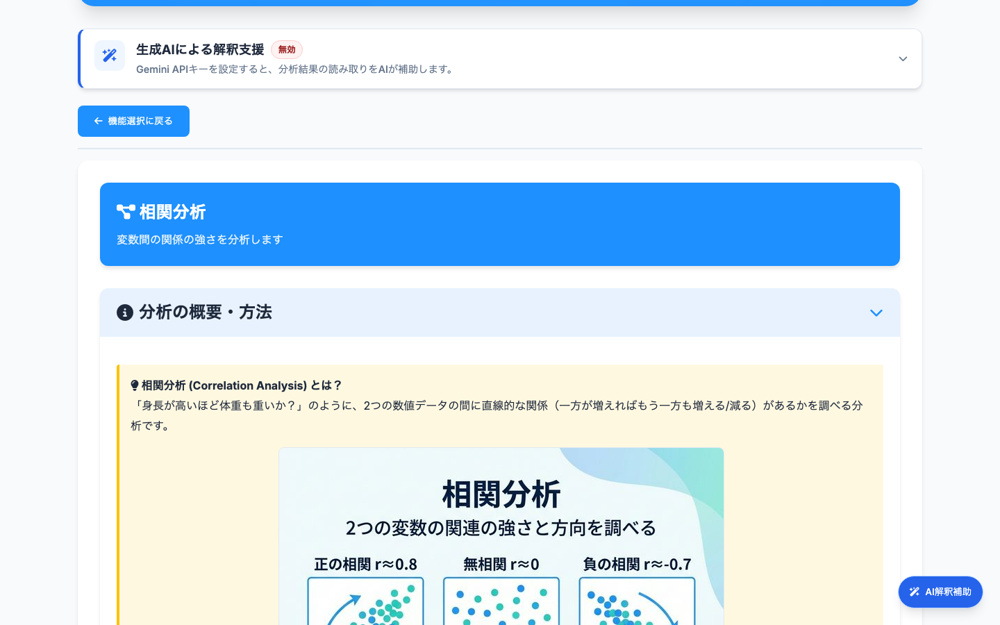 生成AIによる解釈支援 無効
Gemini APIキーを設定すると、分析結果の読み取りをAIが補助します。
← 機能選択に戻る
相関分析
変数間の関係の強さを分析します
分析の概要・方法
相関分析 (Correlation Analysis) とは？
「身長が高いほど体重も重いか？」のように、2つの数値データの間に直線的な関係（一方が増えればもう一方も増える/減る）があるかを調べる分
析です。
相関分析
2つの変数の関連の強さと方向を調べる
正の相関 r≈0.8 無相関 r≈0 負の相関 r≈-0.7
AI解釈補助